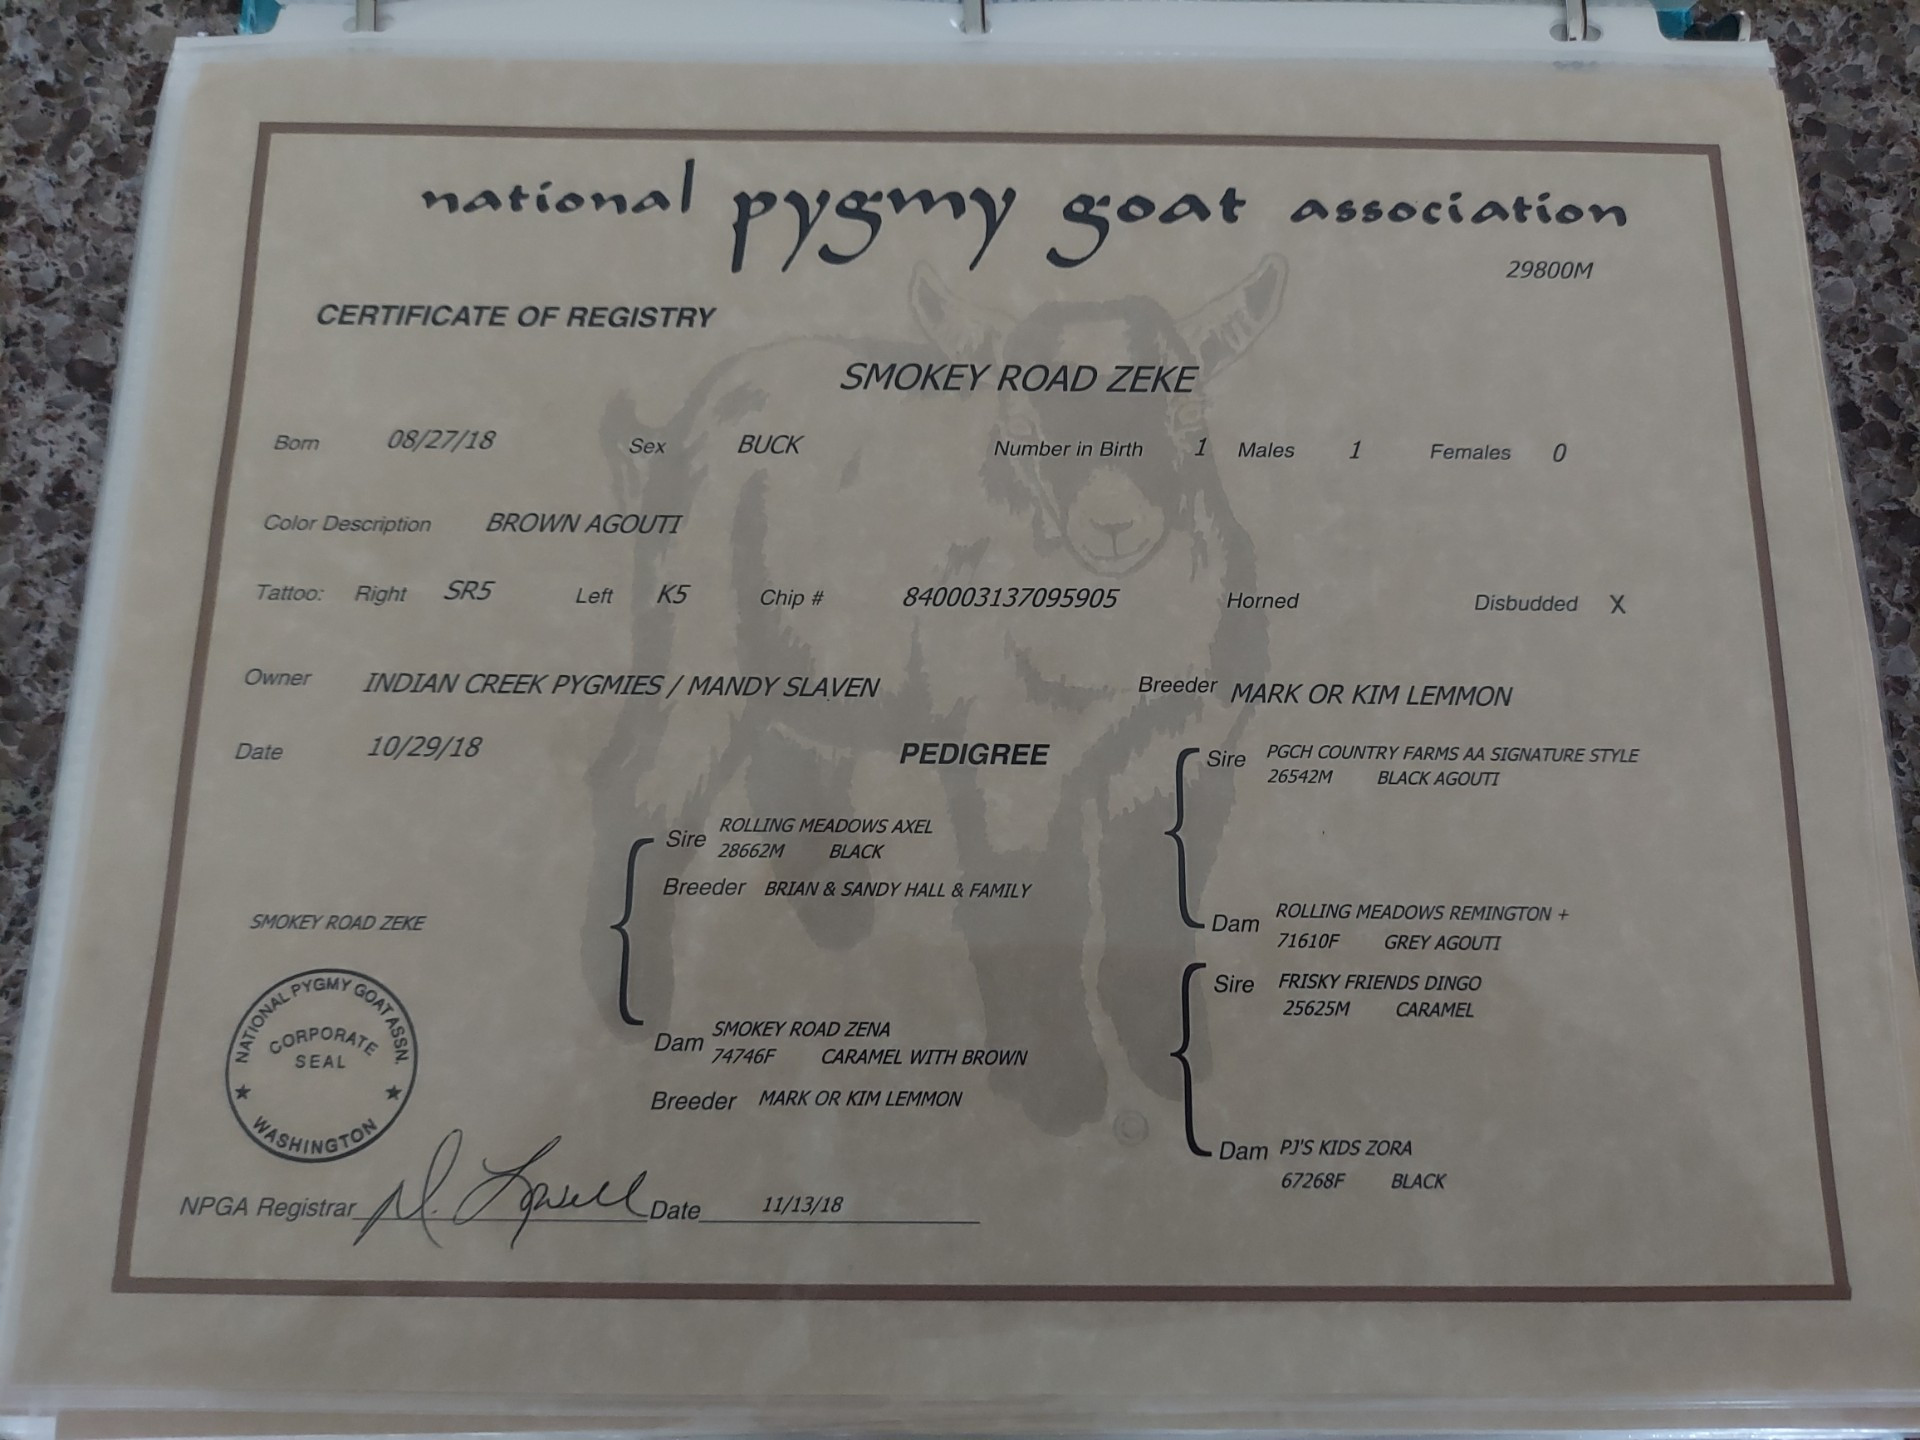 national pygmy goat association
29800M
CERTIFICATE OF REGISTRY
SMOKEY ROAD ZEKE
Born 08/27/18 Sex BUCK Number in Birth 1 Males 1 Females 0
Color Description BROWN AGOUTI
Tattoo: Right SR5 Left K5 Chip # 840003137095905 Horned Disbudded X
Owner INDIAN CREEK PYGMIES / MANDY SLAVEN Breeder MARK OR KIM LEMMON
Date 10/29/18 PEDIGREE
Sire PGCH COUNTRY FARMS AA SIGNATURE STYLE
26542M BLACK AGOUTI
Sire ROLLING MEADOWS AXEL
28662M BLACK
Breeder BRIAN & SANDY HALL & FAMILY
Dam ROLLING MEADOWS REMINGTON +
71610F GREY AGOUTI
SMOKEY ROAD ZEKE
Sire FRISKY FRIENDS DINGO
25625M CARAMEL
Dam SMOKEY ROAD ZENA
74746F CARAMEL WITH BROWN
Breeder MARK OR KIM LEMMON
Dam PJ'S KIDS ZORA
67268F BLACK
NATIONAL PYGMY GOAT ASSN.
CORPORATE
SEAL
★ WASHINGTON ★
©
NPGA Registrar D. Lowell Date 11/13/18